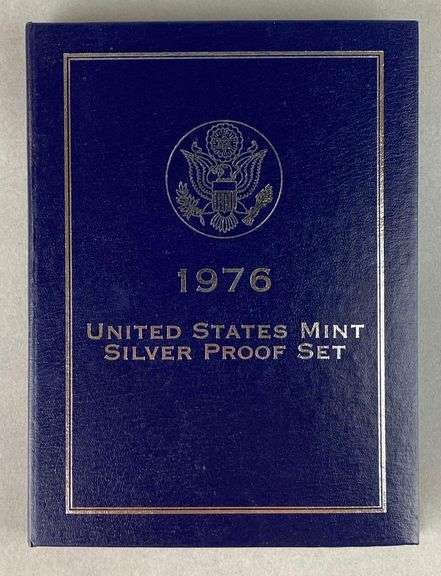 1976
UNITED STATES MINT
SILVER PROOF SET